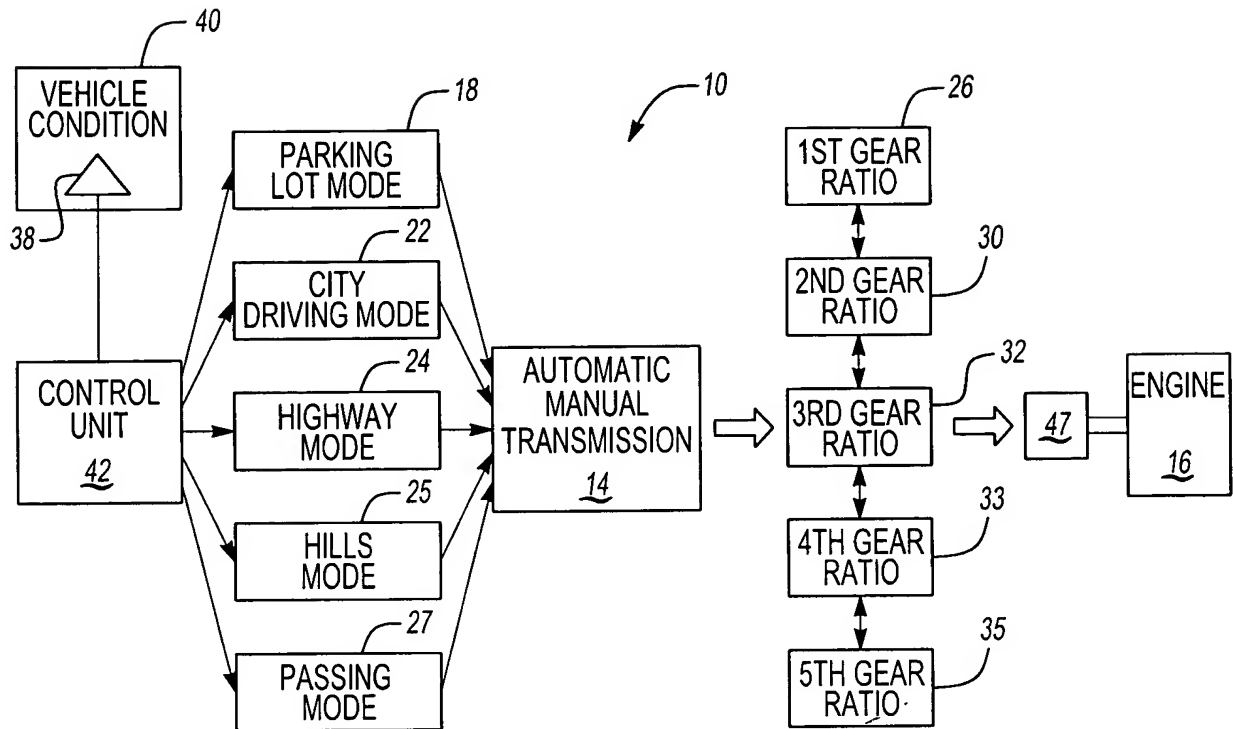 40
VEHICLE
CONDITION
38
18
PARKING
LOT MODE
10
26
1ST GEAR
RATIO
22
CITY
DRIVING MODE
30
2ND GEAR
RATIO
CONTROL
UNIT
42
24
HIGHWAY
MODE
AUTOMATIC
MANUAL
TRANSMISSION
14
32
3RD GEAR
RATIO
47
ENGINE
16
25
HILLS
MODE
33
4TH GEAR
RATIO
27
PASSING
MODE
35
5TH GEAR
RATIO